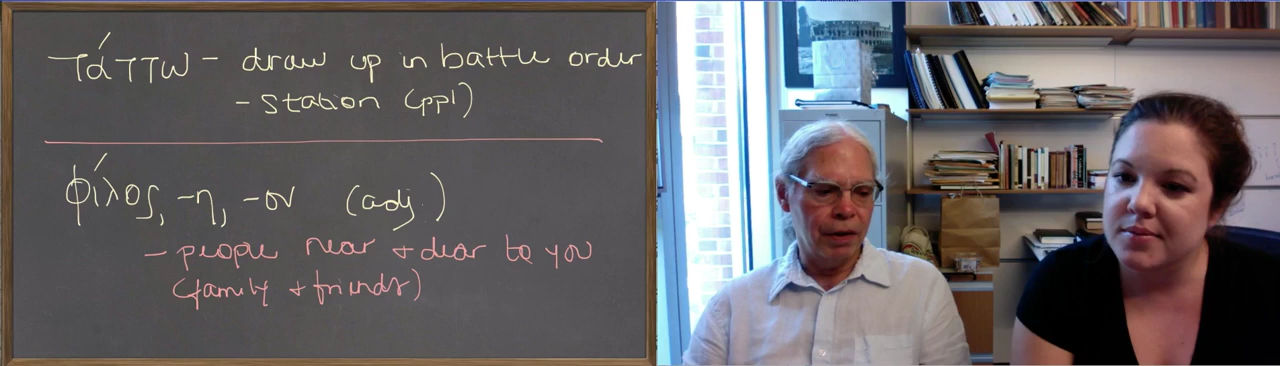 τάττω - draw up in battle order
- station (ppl)
φίλος, -η, -ον (adj.)
- people near + dear to you
(family + friends)